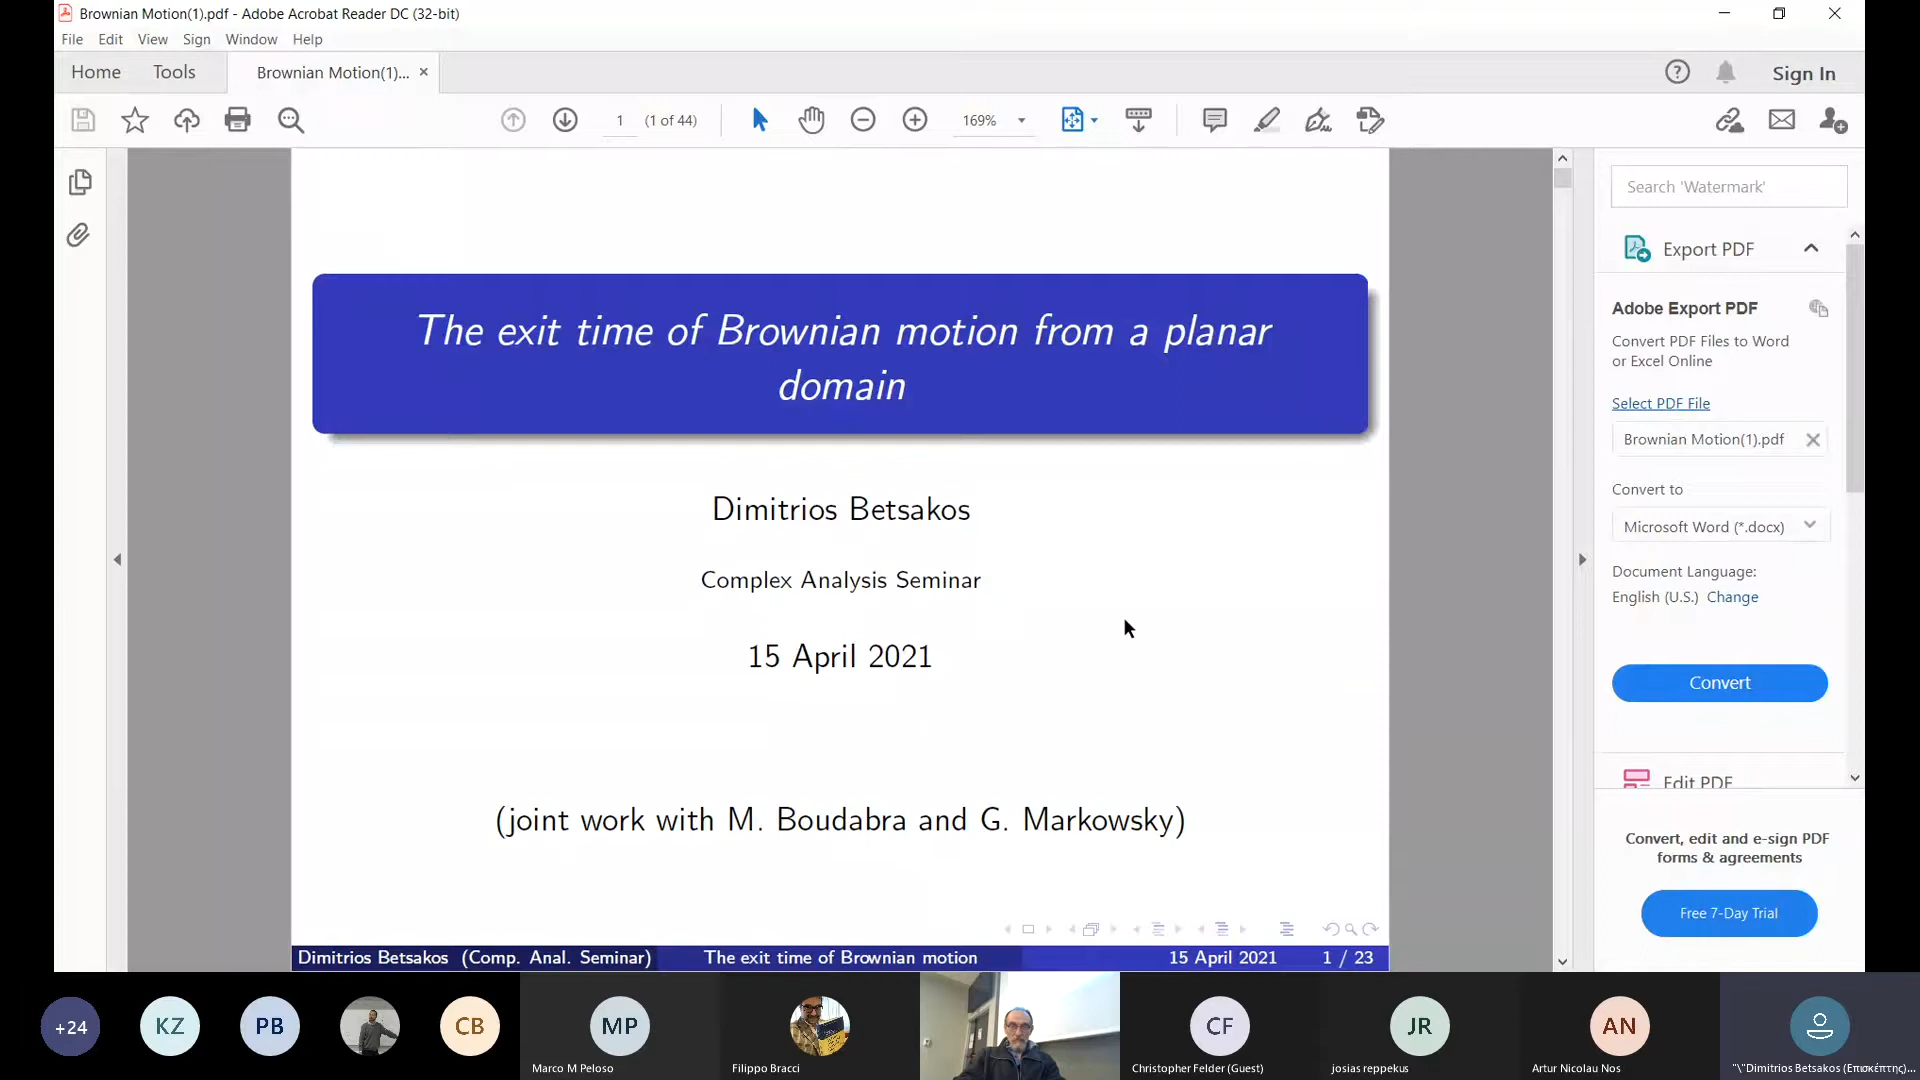 Brownian Motion(1).pdf - Adobe Acrobat Reader DC (32-bit)
File Edit View Sign Window Help
Home Tools Brownian Motion(1)... Sign In
1 (1 of 44) 169%
Search 'Watermark'
Export PDF
Adobe Export PDF
Convert PDF Files to Word
or Excel Online
Select PDF File
Brownian Motion(1).pdf
Convert to
Microsoft Word (*.docx)
Document Language:
English (U.S.) Change
Convert
Edit PDF
Convert, edit and e-sign PDF
forms & agreements
Free 7-Day Trial
The exit time of Brownian motion from a planar
domain
Dimitrios Betsakos
Complex Analysis Seminar
15 April 2021
(joint work with M. Boudabra and G. Markowsky)
Dimitrios Betsakos (Comp. Anal. Seminar) The exit time of Brownian motion 15 April 2021 1 / 23
+24 KZ PB CB MP CF JR AN
Marco M Peloso Filippo Bracci Christopher Felder (Guest) josias reppekus Artur Nicolau Nos "\"Dimitrios Betsakos (Επισκέπτης)...